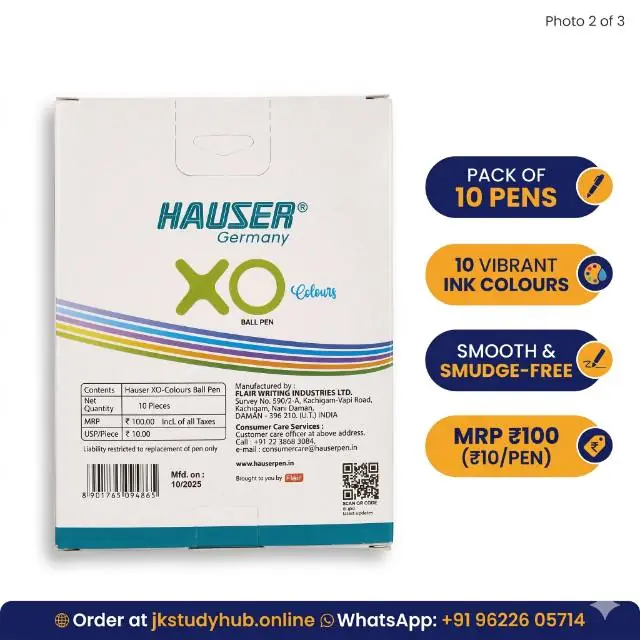 Photo 2 of 3
HAUSER®
Germany
XO Colours
BALL PEN
PACK OF
10 PENS
10 VIBRANT
INK COLOURS
SMOOTH &
SMUDGE-FREE
MRP ₹100
(₹10/PEN)
Contents Hauser XO-Colours Ball Pen
Net
Quantity 10 Pieces
MRP ₹ 100.00 Incl. of all Taxes
USP/Piece ₹ 10.00
Liability restricted to replacement of pen only
8 901765 094865
Mfd. on :
10/2025
Manufactured by :
FLAIR WRITING INDUSTRIES LTD.
Survey No. 590/2-A, Kachigam-Vapi Road,
Kachigam, Nani Daman,
DAMAN - 396 210. (U.T.) INDIA
Consumer Care Services :
Customer care officer at above address.
Call : +91 22 3868 3084,
e-mail : consumercare@hauserpen.in
www.hauserpen.in
Brought to you by Flair
SCAN QR CODE
Order at jkstudyhub.online WhatsApp: +91 96226 05714